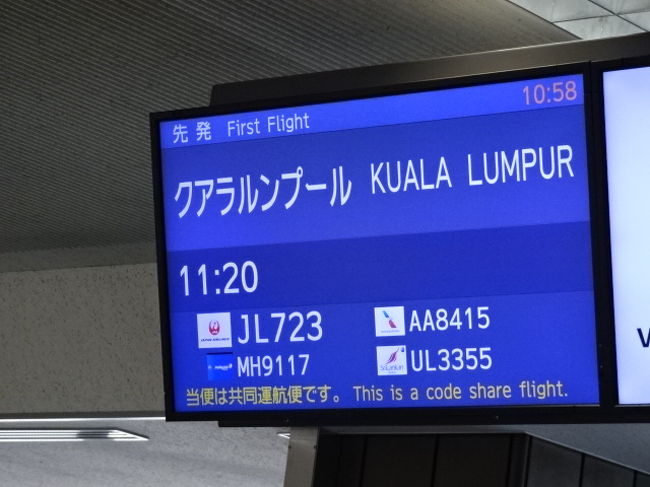 10:58
先発 First Flight
クアラルンプール KUALA LUMPUR
11:20
JL723 AA8415
MH9117 UL3355
当便は共同運航便です。 This is a code share flight.